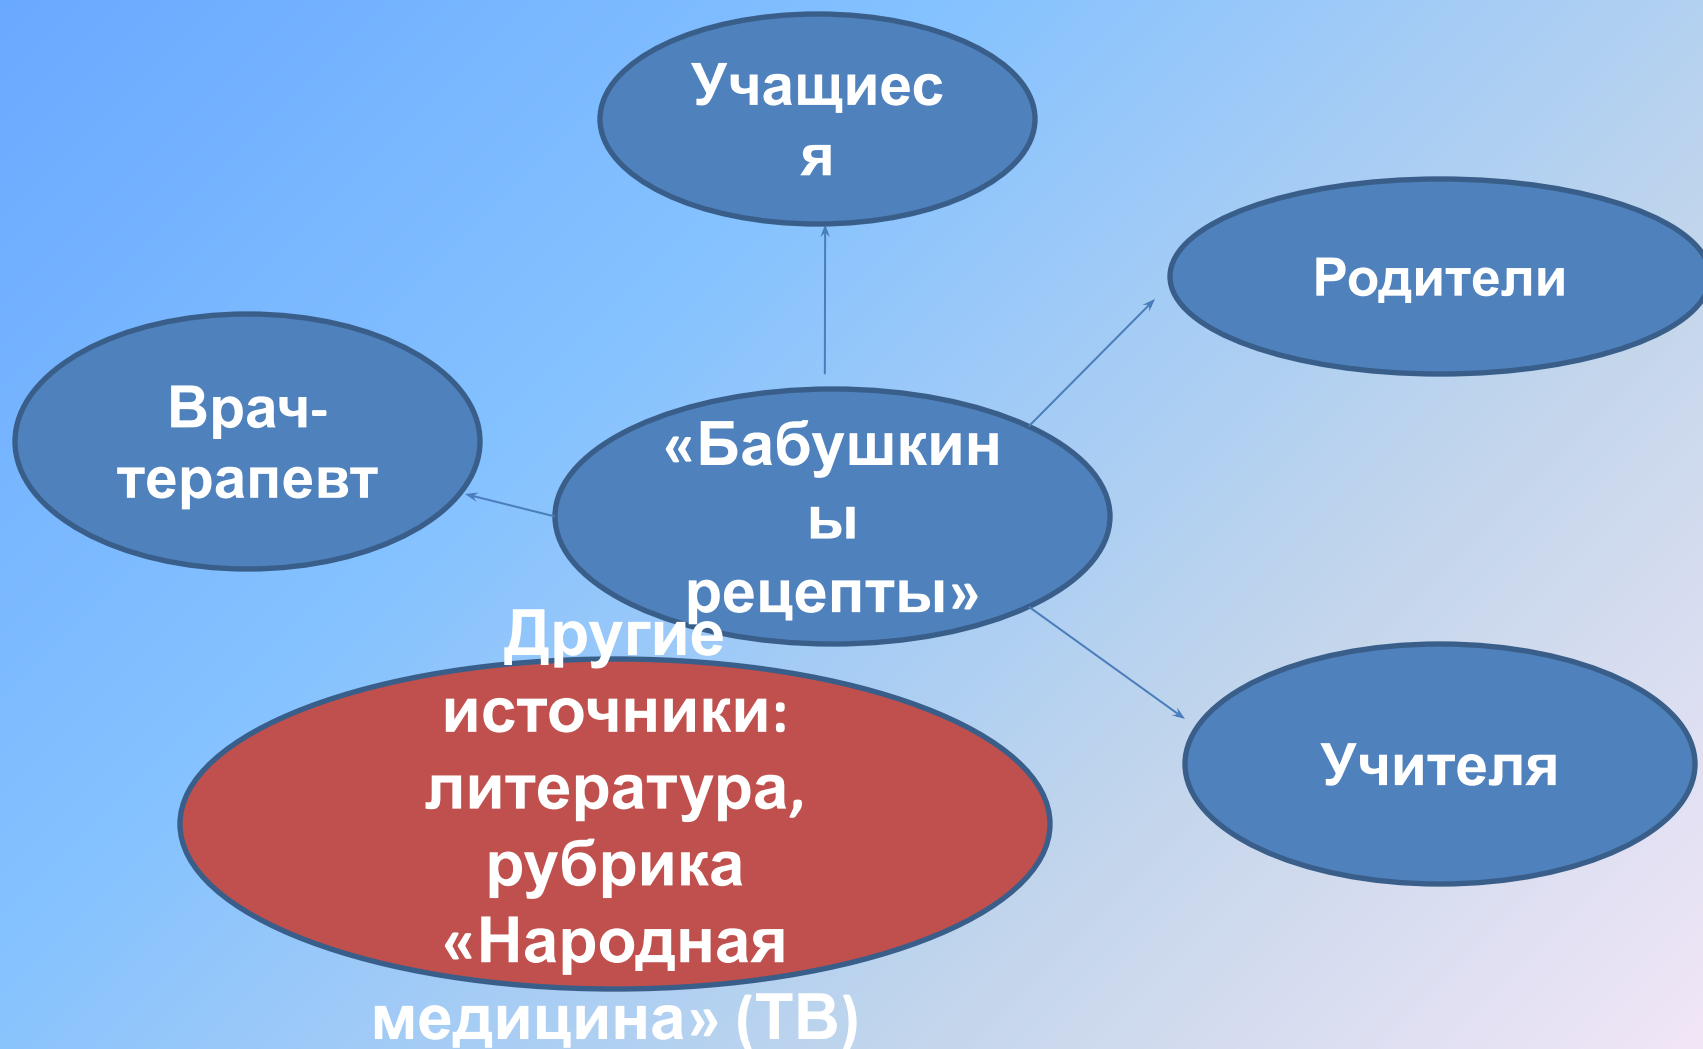 Учащиес
я
Родители
Врач-
терапевт
«Бабушкин
ы
рецепты»
Другие
источники:
литература,
рубрика
«Народная
медицина» (ТВ)
Учителя